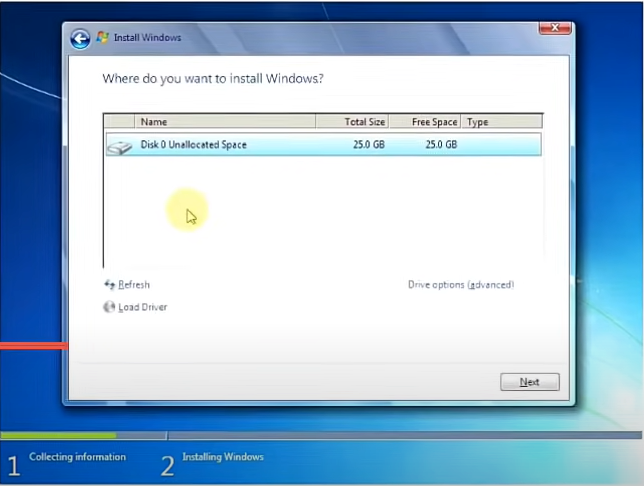 Install Windows
Where do you want to install Windows?
Name Total Size Free Space Type
Disk 0 Unallocated Space 25.0 GB 25.0 GB
Refresh Drive options (advanced)
Load Driver
Next
1 Collecting information 2 Installing Windows